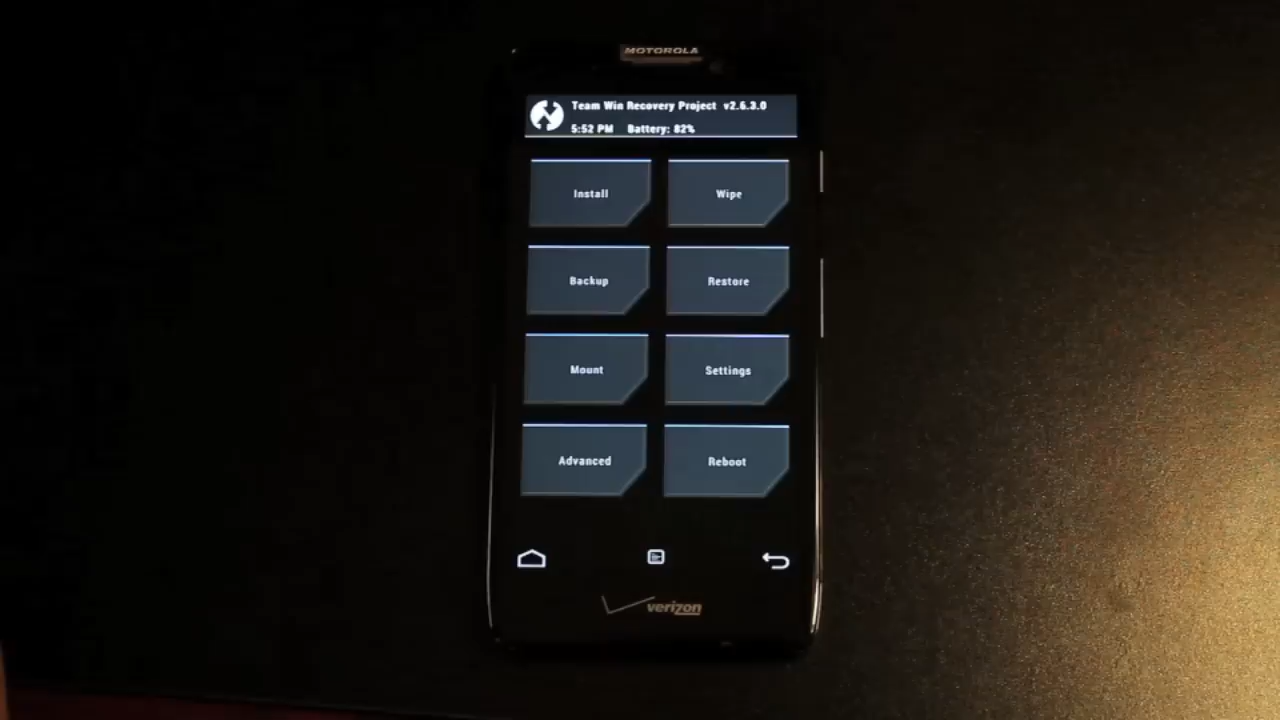 MOTOROLA
Team Win Recovery Project v2.6.3.0
5:52 PM Battery: 82%
Install
Wipe
Backup
Restore
Mount
Settings
Advanced
Reboot
verizon